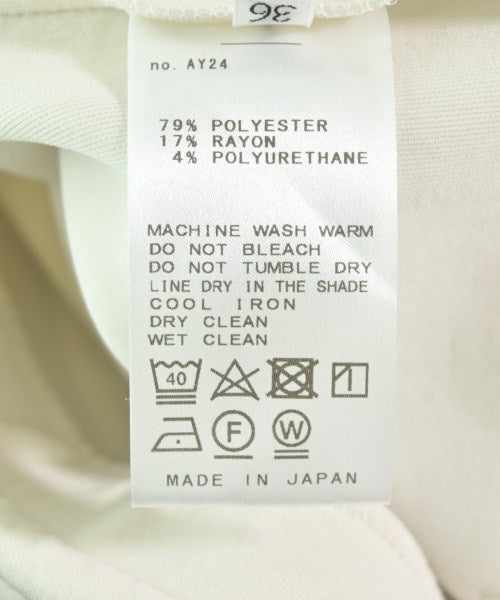 36
no. AY24
79% POLYESTER
17% RAYON
4% POLYURETHANE
MACHINE WASH WARM
DO NOT BLEACH
DO NOT TUMBLE DRY
LINE DRY IN THE SHADE
COOL IRON
DRY CLEAN
WET CLEAN
40
F W
MADE IN JAPAN